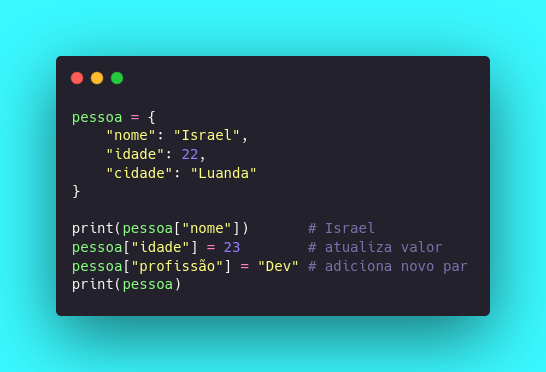 pessoa = {
    "nome": "Israel",
    "idade": 22,
    "cidade": "Luanda"
}
print(pessoa["nome"])       # Israel
pessoa["idade"] = 23        # atualiza valor
pessoa["profissão"] = "Dev" # adiciona novo par
print(pessoa)